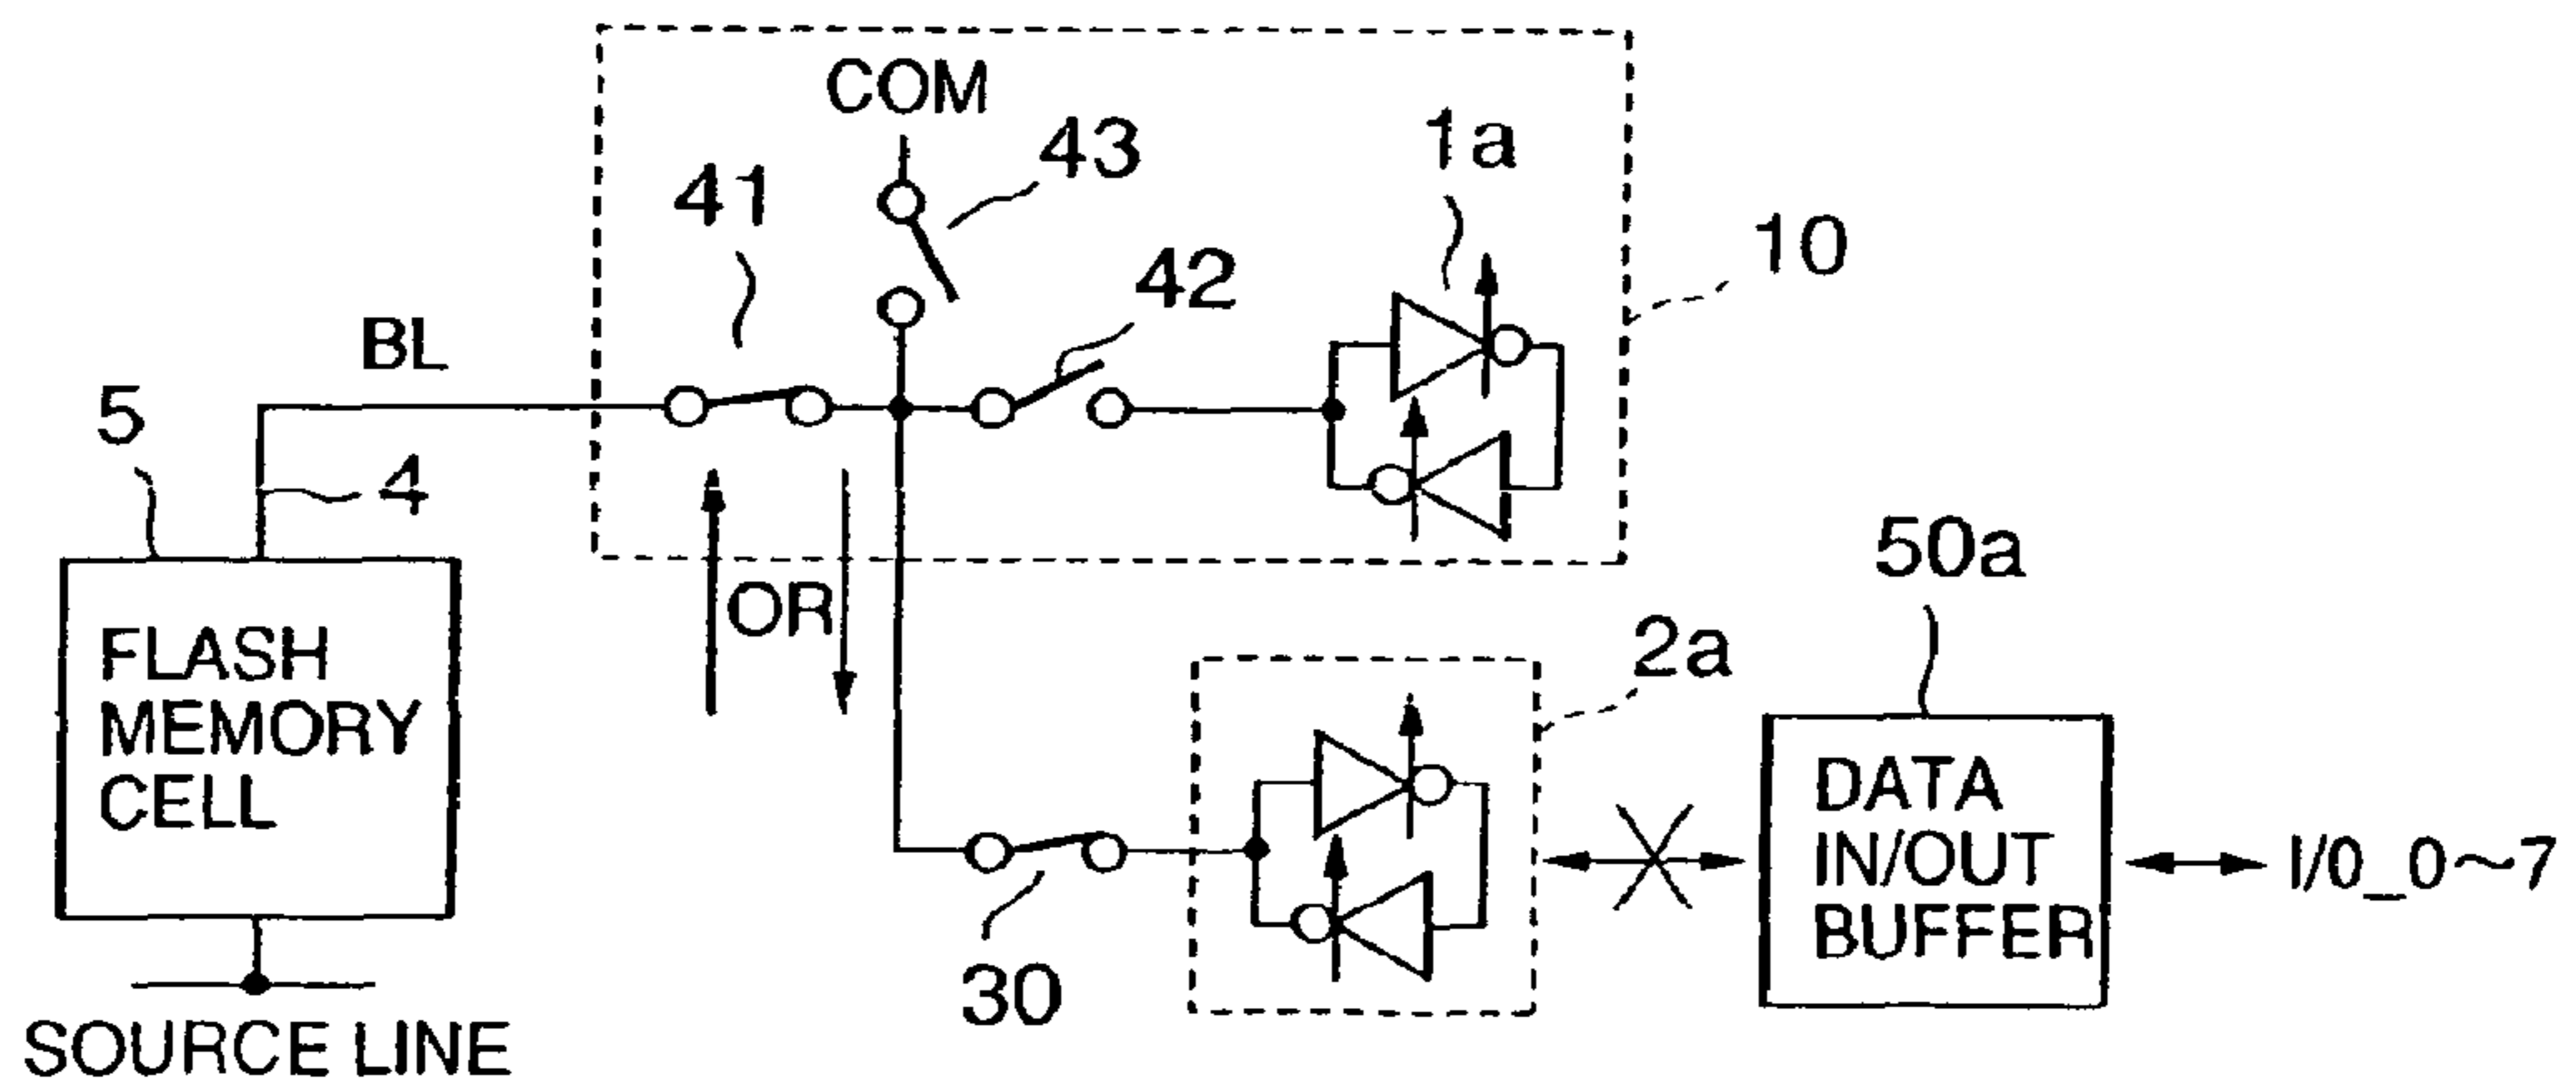 COM
43
1a
41
10
42
BL
5
4
50a
OR
FLASH
MEMORY
CELL
2a
DATA
IN/OUT
BUFFER
I/0_0～7
30
SOURCE LINE